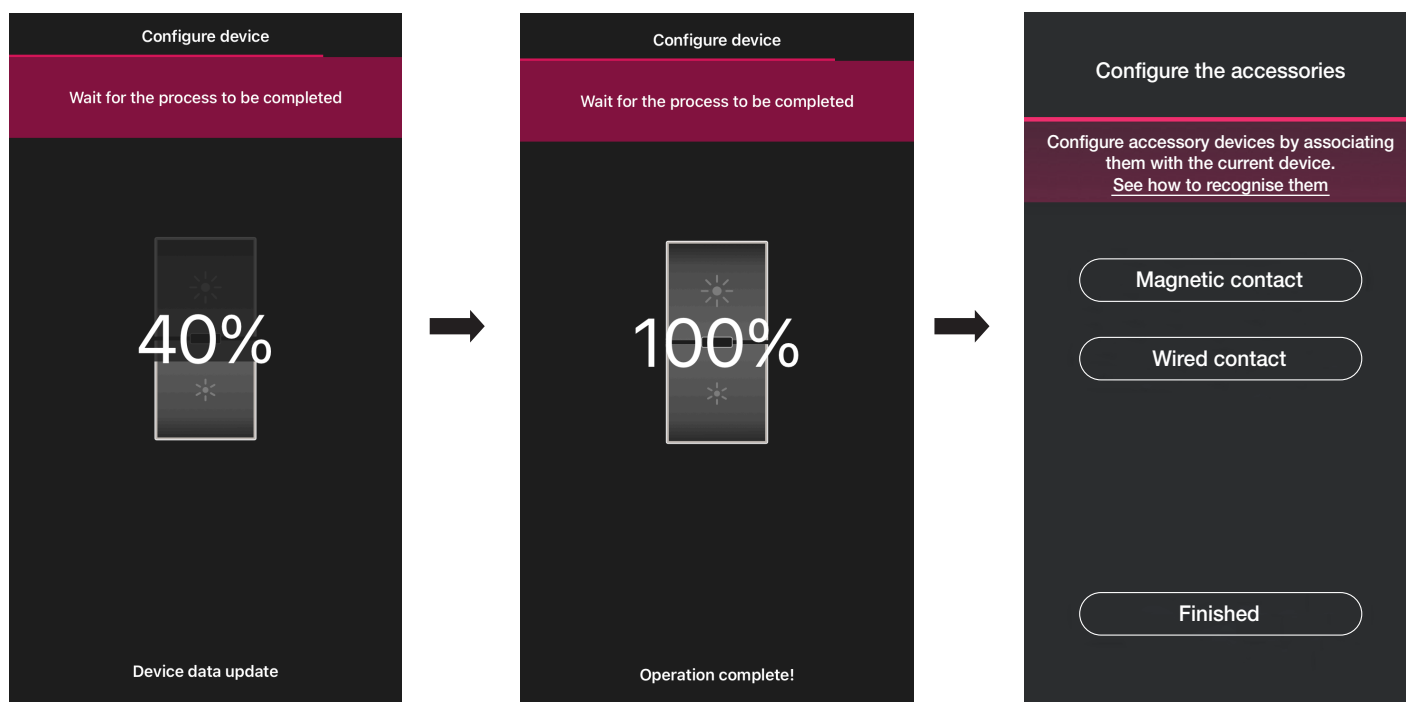 Configure device
Wait for the process to be completed
40%
Device data update
Configure device
Wait for the process to be completed
100%
Operation complete!
Configure the accessories
Configure accessory devices by associating
them with the current device.
See how to recognise them
Magnetic contact
Wired contact
Finished